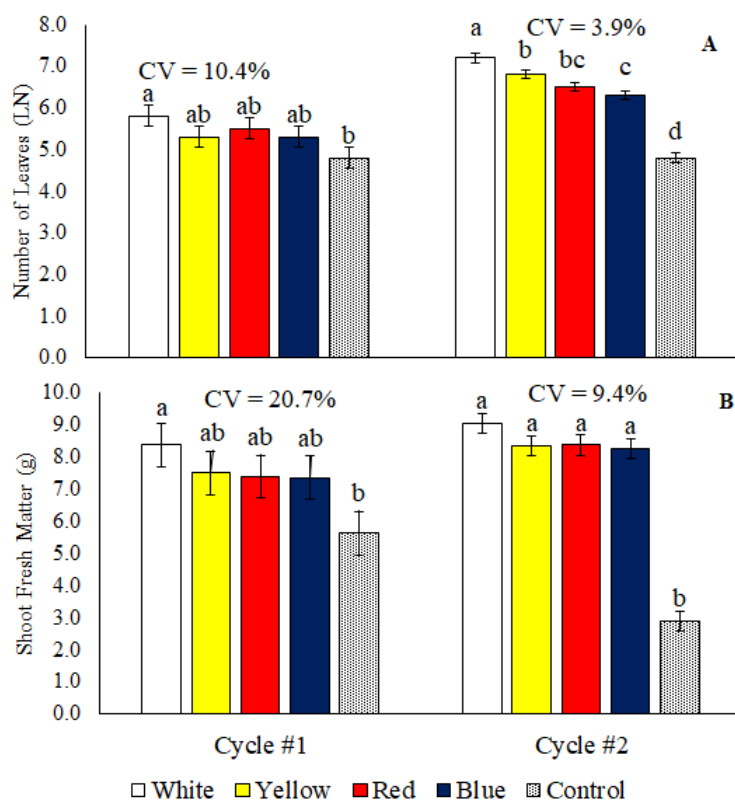 8.0
7.0
6.0
5.0
4.0
3.0
2.0
1.0
0.0
Number of Leaves (LN)
CV = 10.4%
a ab ab ab b
CV = 3.9%
A
a b bc c d
10.0
9.0
8.0
7.0
6.0
5.0
4.0
3.0
2.0
1.0
0.0
Shoot Fresh Matter (g)
CV = 20.7%
a ab ab ab b
CV = 9.4%
B
a a a a b
Cycle #1 Cycle #2
White Yellow Red Blue Control